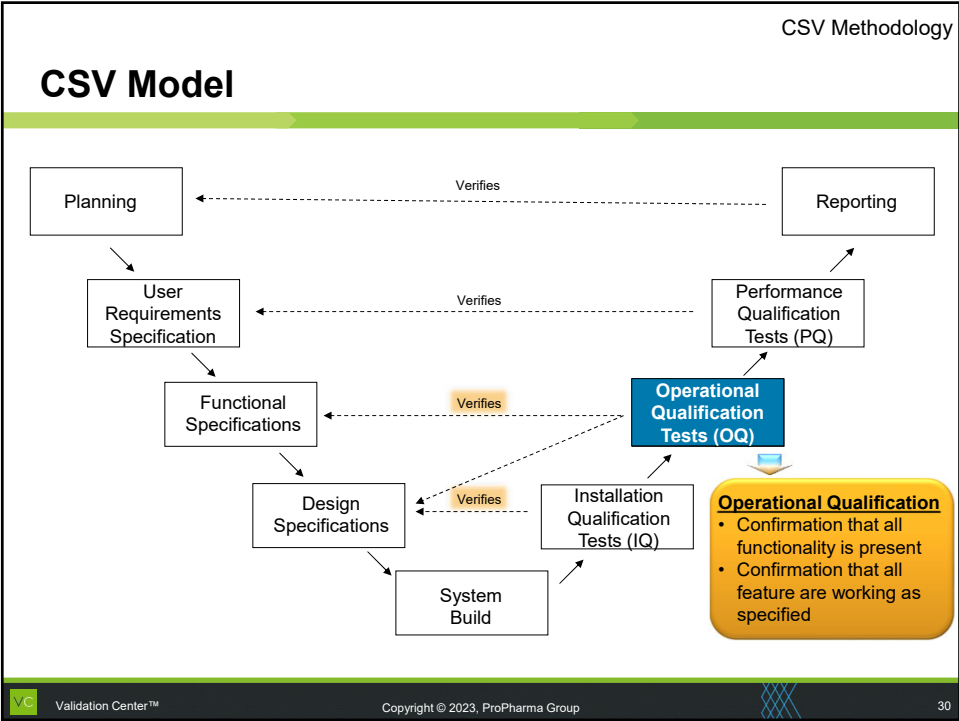 CSV Methodology
CSV Model
Planning
Verifies
Reporting
User
Requirements
Specification
Verifies
Performance
Qualification
Tests (PQ)
Functional
Specifications
Verifies
Operational
Qualification
Tests (OQ)
Design
Specifications
Verifies
Installation
Qualification
Tests (IQ)
Operational Qualification
• Confirmation that all
functionality is present
• Confirmation that all
feature are working as
specified
System
Build
VC
Validation Center™
Copyright © 2023, ProPharma Group
30